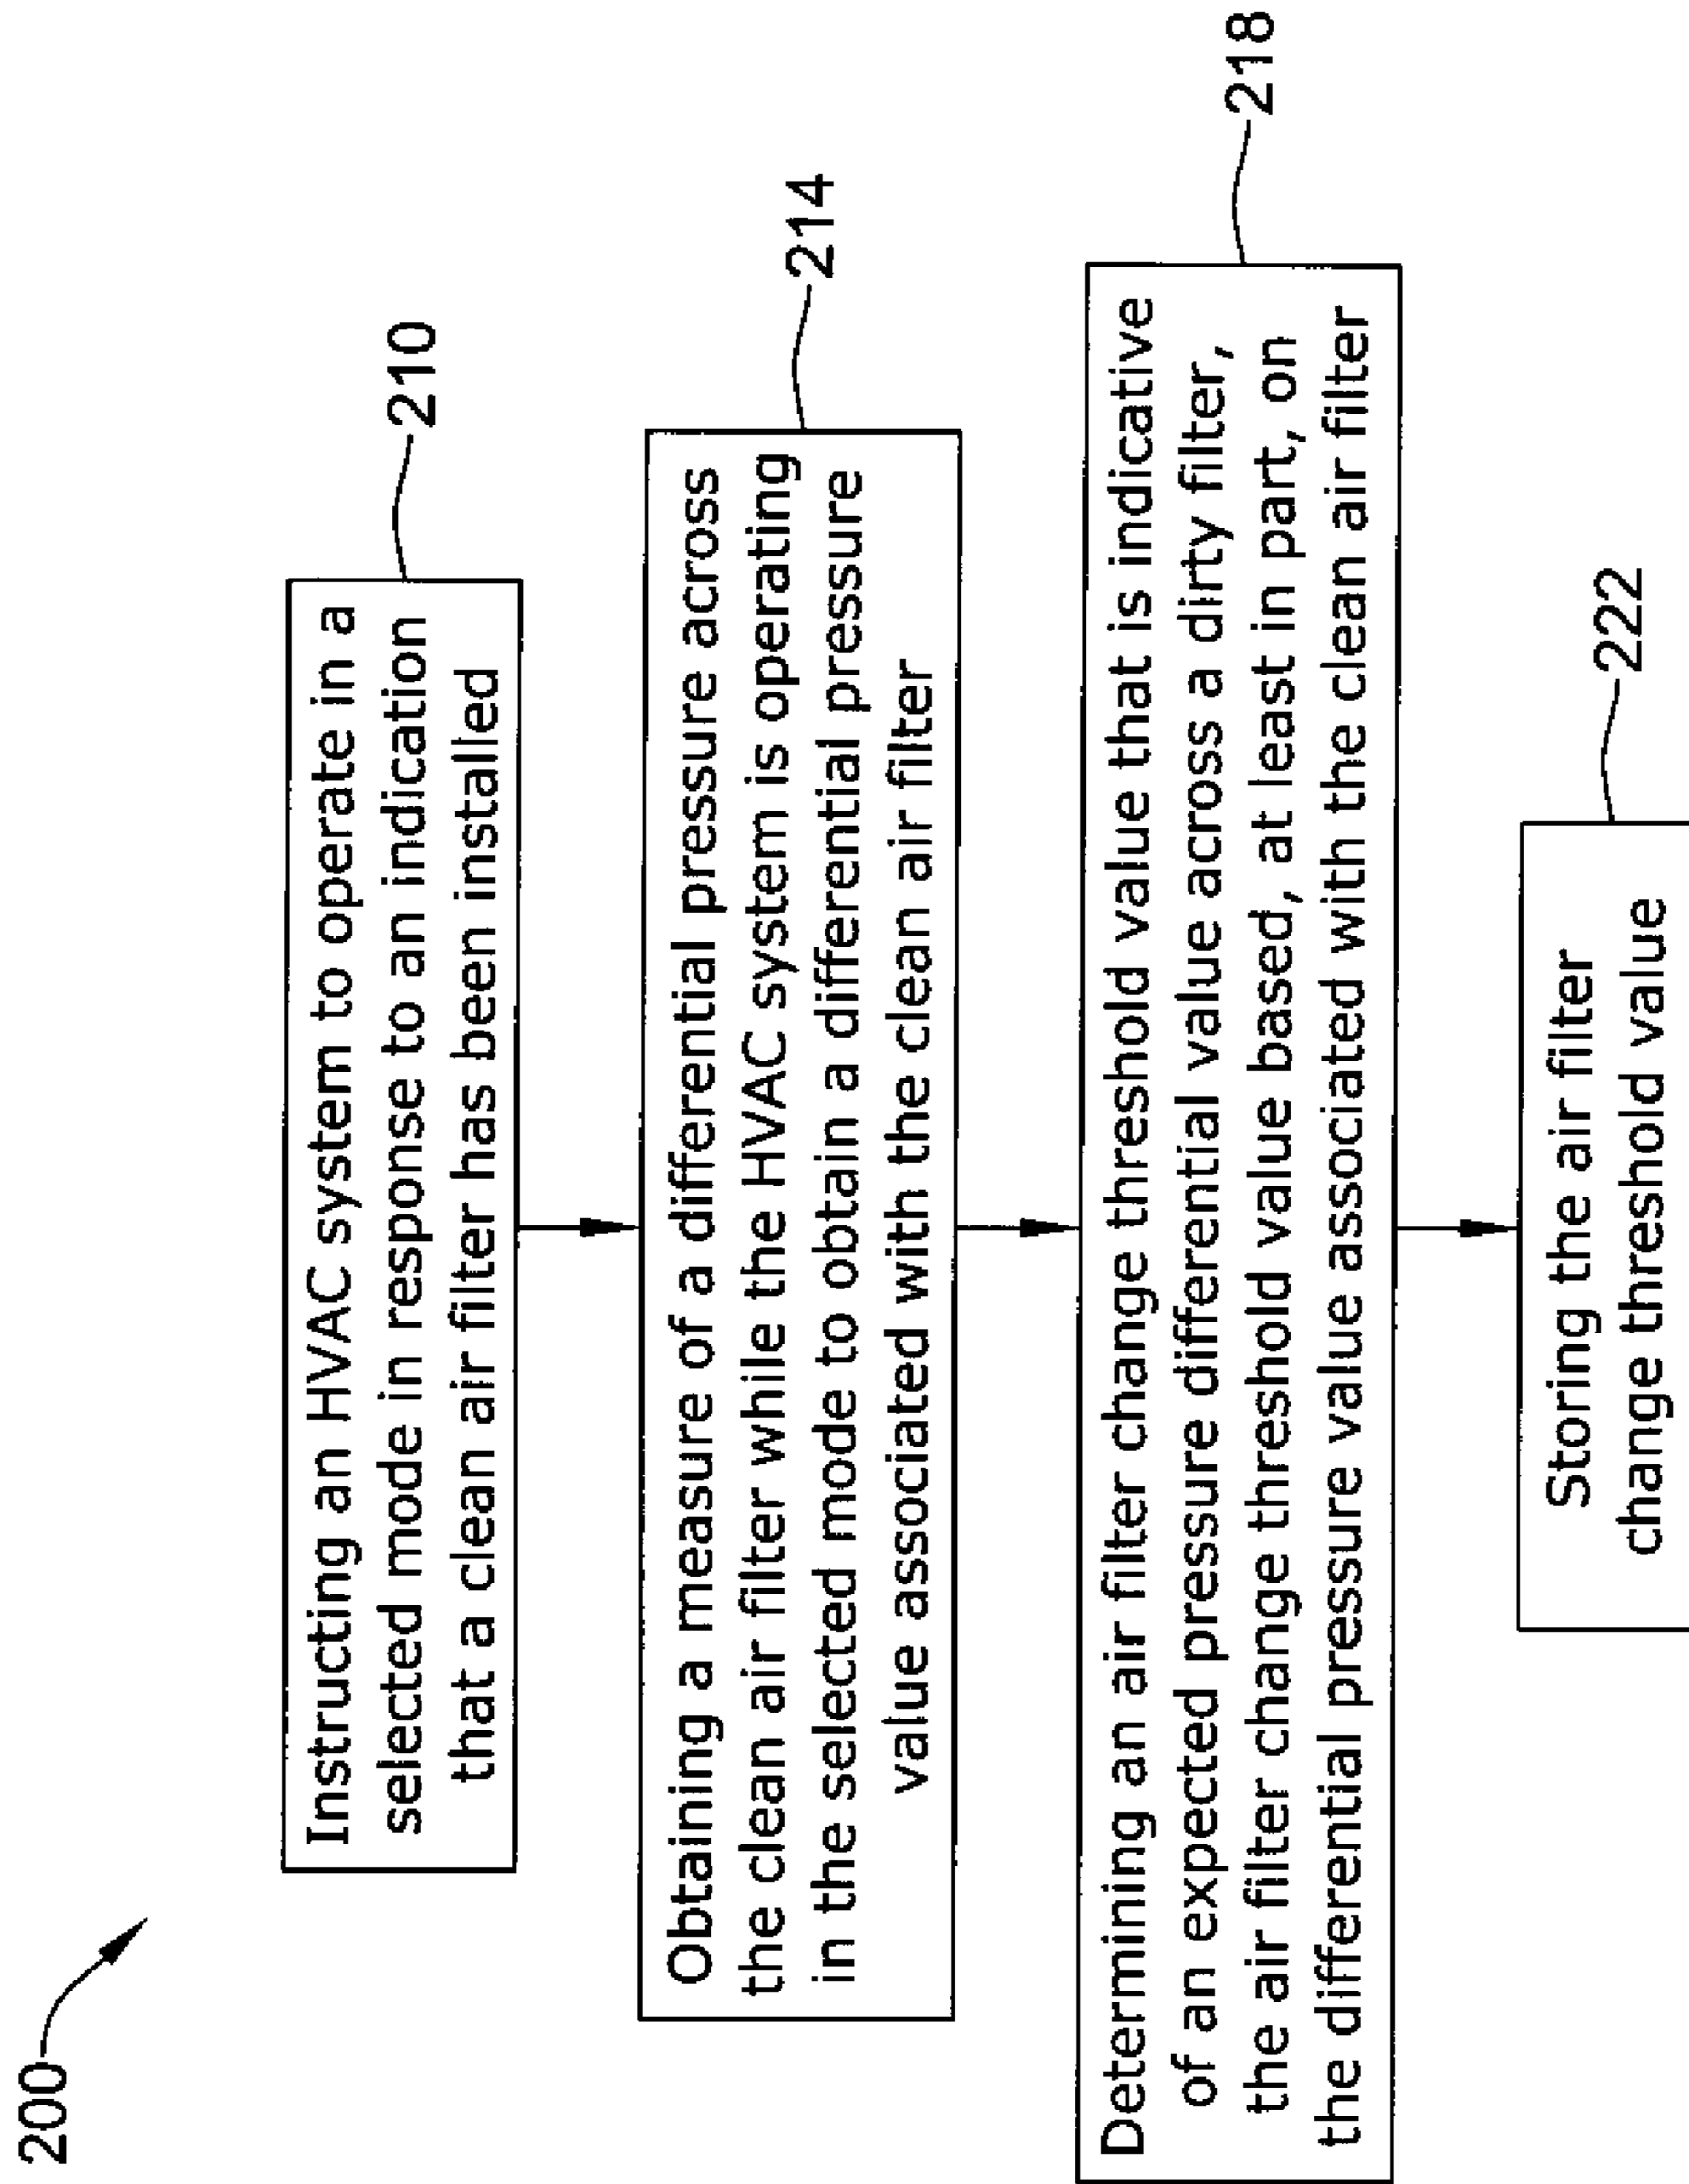 200
Instructing an HVAC system to operate in a
selected mode in response to an indication
that a clean air filter has been installed
210
Obtaining a measure of a differential pressure across
the clean air filter while the HVAC system is operating
in the selected mode to obtain a differential pressure
value associated with the clean air filter
214
Determining an air filter change threshold value that is indicative
of an expected pressure differential value across a dirty filter,
the air filter change threshold value based, at least in part, on
the differential pressure value associated with the clean air filter
218
Storing the air filter
change threshold value
222